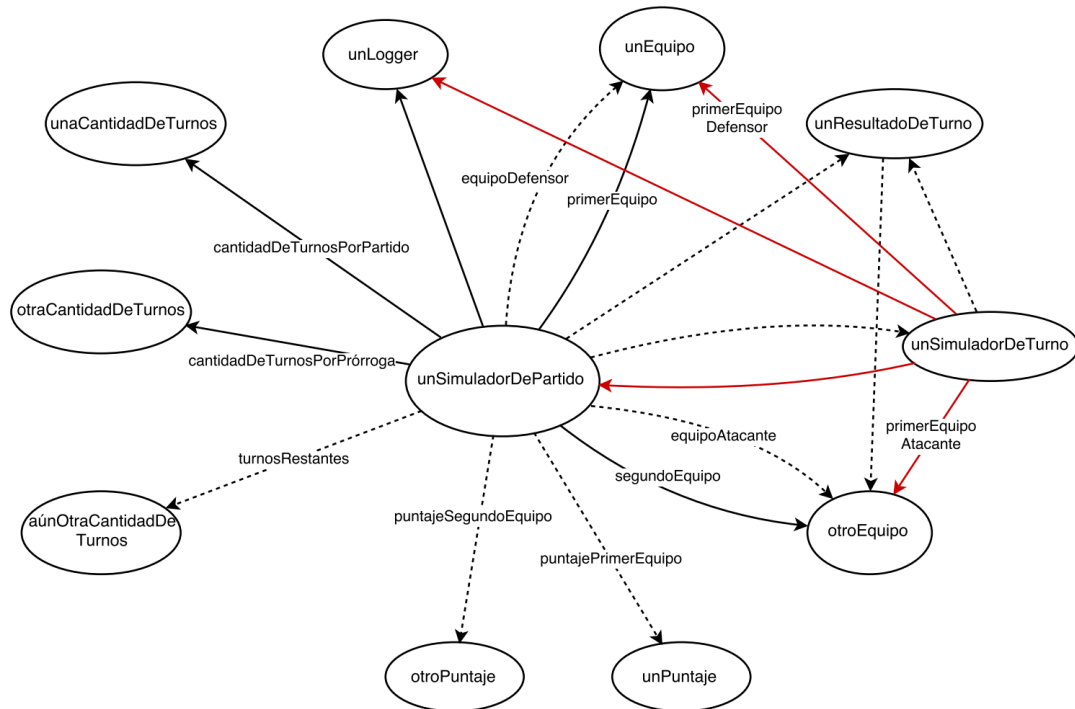 unLogger
unEquipo
unaCantidadDeTurnos
primerEquipo
Defensor
unResultadoDeTurno
equipoDefensor
primerEquipo
cantidadDeTurnosPorPartido
otraCantidadDeTurnos
unSimuladorDeTurno
cantidadDeTurnosPorPrórroga
unSimuladorDePartido
primerEquipo
Atacante
equipoAtacante
turnosRestantes
segundoEquipo
aúnOtraCantidadDe
Turnos
puntajeSegundoEquipo
otroEquipo
puntajePrimerEquipo
otroPuntaje
unPuntaje